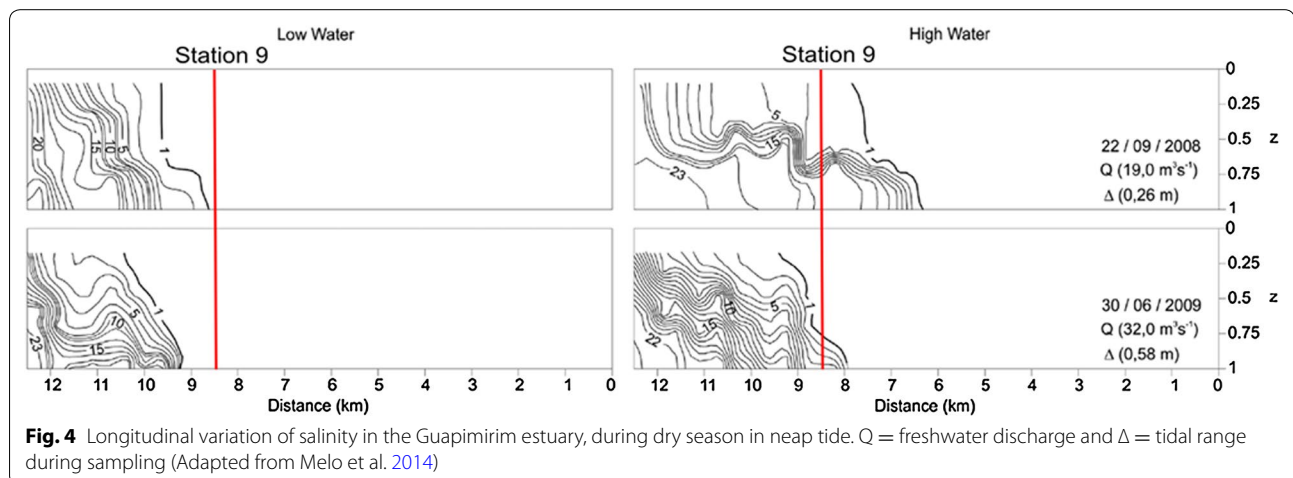 Low Water
High Water
Station 9
Station 9
20
15
10
5
1
5
15
23
1
0
0.25
0.5
0.75
1
z
22 / 09 / 2008
Q (19,0 m³s⁻¹)
Δ (0,26 m)
23
15
10
5
1
22
15
10
5
1
0
0.25
0.5
0.75
1
z
30 / 06 / 2009
Q (32,0 m³s⁻¹)
Δ (0,58 m)
12 11 10 9 8 7 6 5 4 3 2 1 0
12 11 10 9 8 7 6 5 4 3 2 1 0
Distance (km)
Distance (km)
Fig. 4 Longitudinal variation of salinity in the Guapimirim estuary, during dry season in neap tide. Q = freshwater discharge and Δ = tidal range
during sampling (Adapted from Melo et al. 2014)